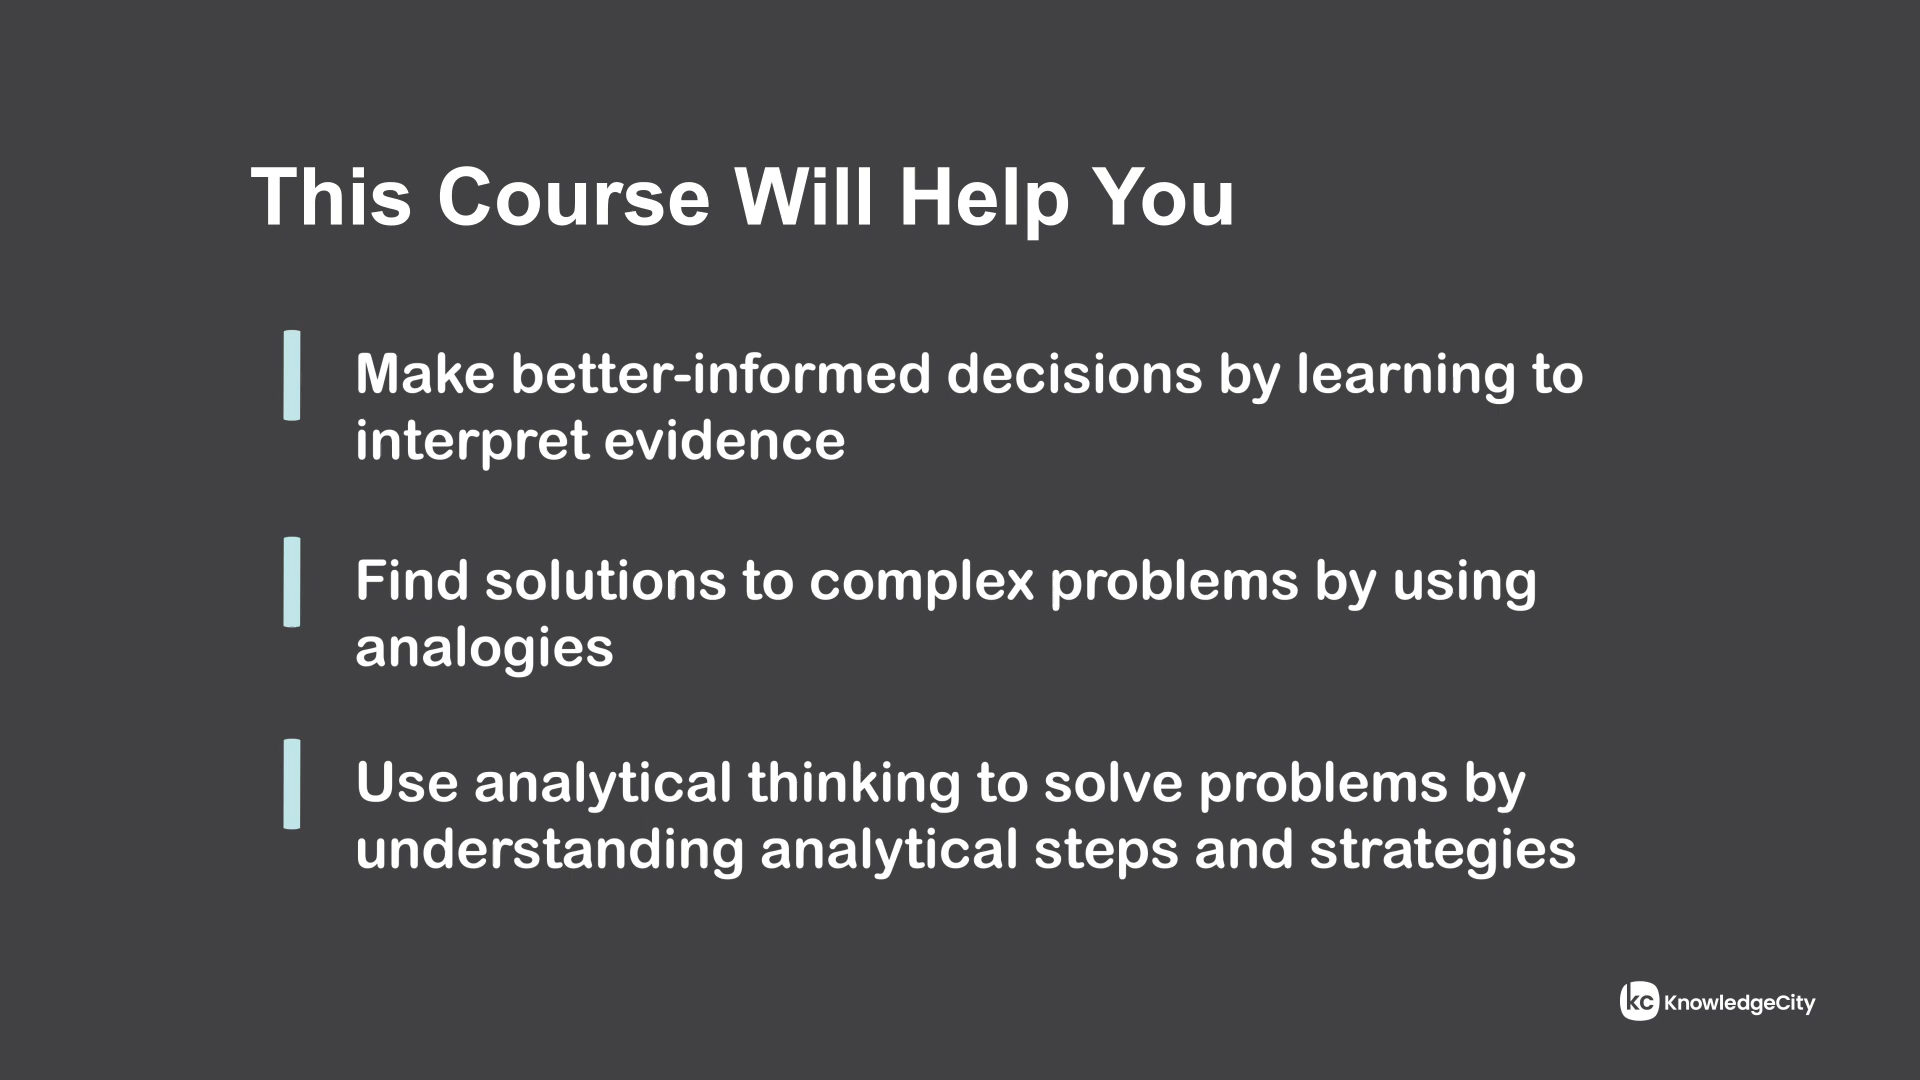 This Course Will Help You
Make better-informed decisions by learning to
interpret evidence
Find solutions to complex problems by using
analogies
Use analytical thinking to solve problems by
understanding analytical steps and strategies
kc KnowledgeCity